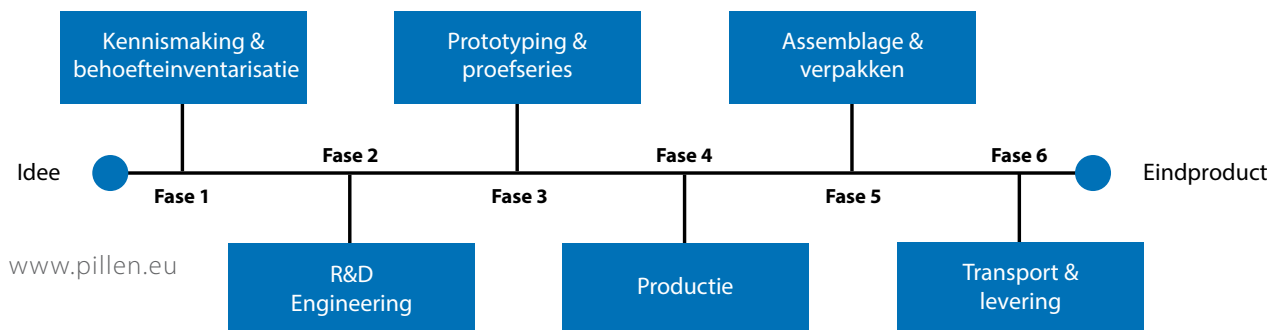 Kennismaking &
behoefteinventarisatie
Prototyping &
proefseries
Assemblage &
verpakken
Idee
Fase 1
Fase 2
Fase 3
Fase 4
Fase 5
Fase 6
Eindproduct
www.pillen.eu
R&D
Engineering
Productie
Transport &
levering